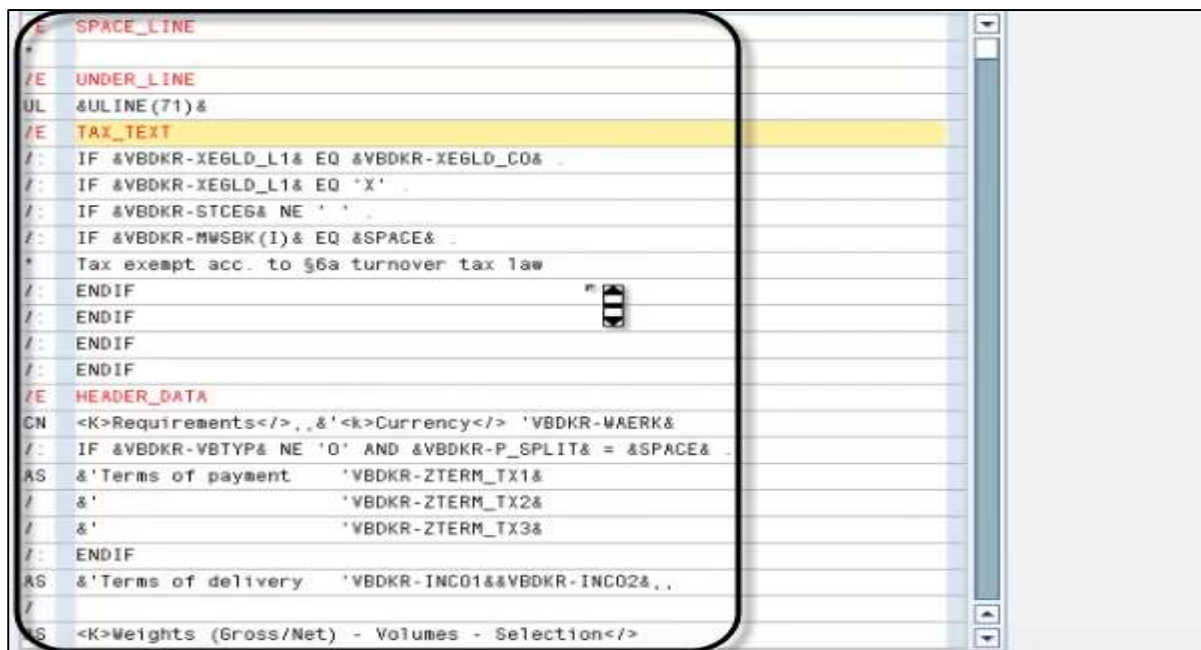 /E SPACE_LINE
*
/E UNDER_LINE
UL &ULINE(71)&
/E TAX_TEXT
/: IF &VBDKR-XEGLD_L1& EQ &VBDKR-XEGLD_CO& .
/: IF &VBDKR-XEGLD_L1& EQ 'X' .
/: IF &VBDKR-STCEG& NE ' ' .
/: IF &VBDKR-MWSBK(I)& EQ &SPACE& .
* Tax exempt acc. to §6a turnover tax law
/: ENDIF
/: ENDIF
/: ENDIF
/: ENDIF
/E HEADER_DATA
CN <K>Requirements</>,,&'<k>Currency</> 'VBDKR-WAERK&
/: IF &VBDKR-VBTYP& NE 'O' AND &VBDKR-P_SPLIT& = &SPACE& .
AS &'Terms of payment 'VBDKR-ZTERM_TX1&
/ &' 'VBDKR-ZTERM_TX2&
/ &' 'VBDKR-ZTERM_TX3&
/: ENDIF
AS &'Terms of delivery 'VBDKR-INCO1&&VBDKR-INCO2&,,
/
AS <K>Weights (Gross/Net) - Volumes - Selection</>